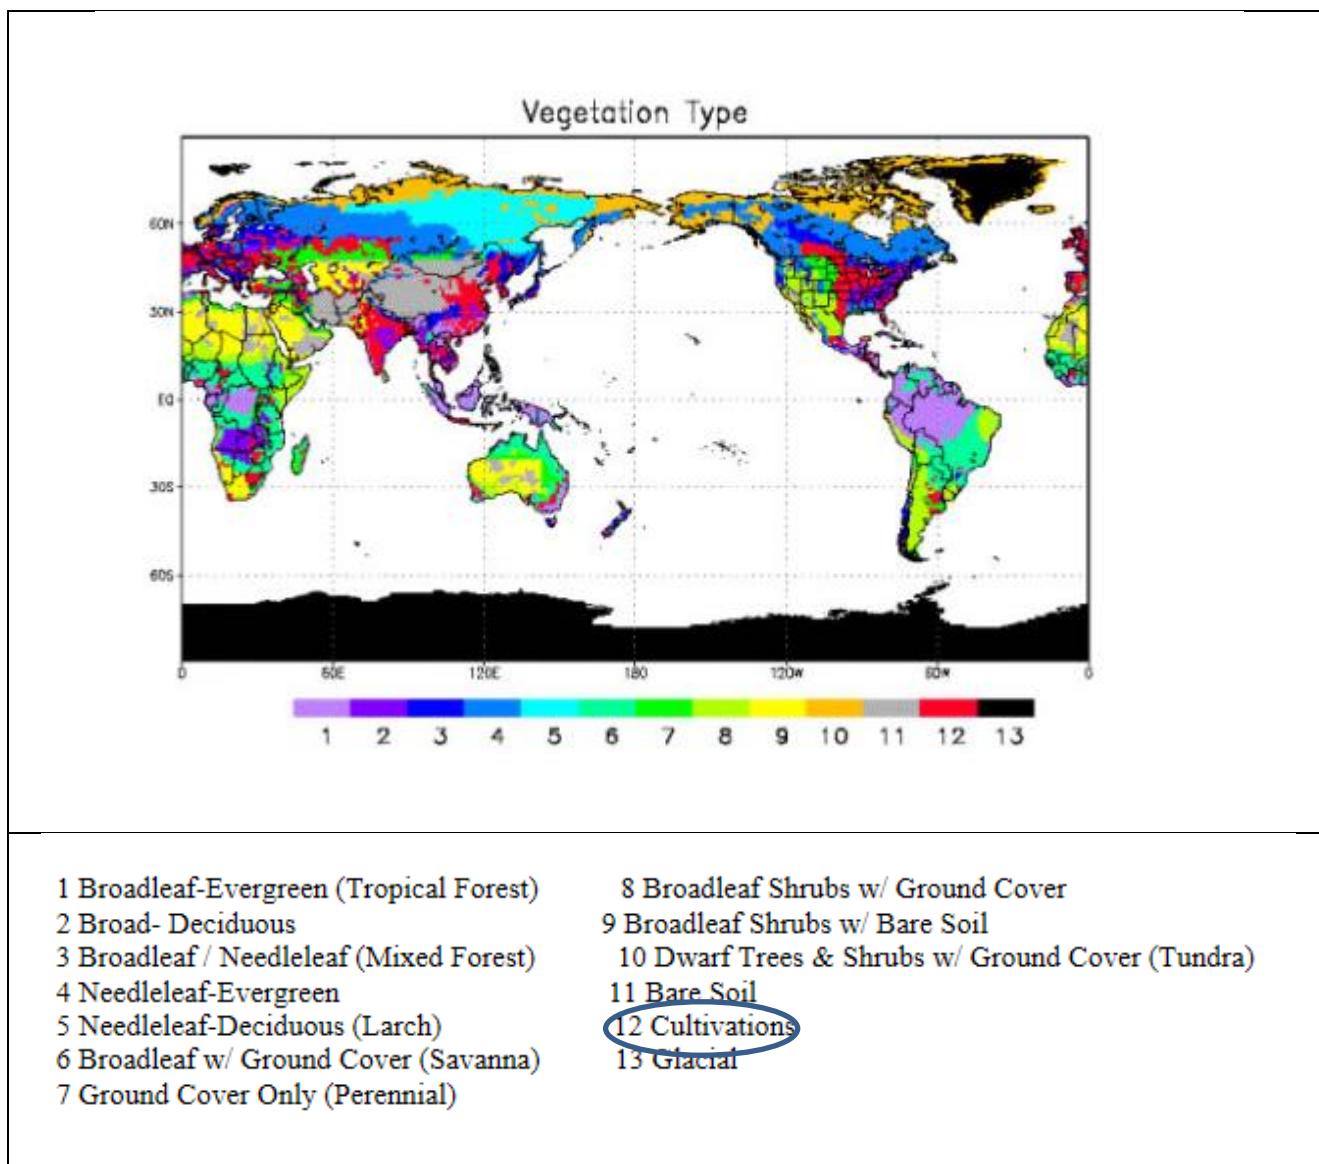 Vegetation Type
60N
30N
EQ
30S
60S
0 60E 120E 180 120W 60W 0
1 2 3 4 5 6 7 8 9 10 11 12 13
1 Broadleaf-Evergreen (Tropical Forest)
2 Broad- Deciduous
3 Broadleaf / Needleleaf (Mixed Forest)
4 Needleleaf-Evergreen
5 Needleleaf-Deciduous (Larch)
6 Broadleaf w/ Ground Cover (Savanna)
7 Ground Cover Only (Perennial)
8 Broadleaf Shrubs w/ Ground Cover
9 Broadleaf Shrubs w/ Bare Soil
10 Dwarf Trees & Shrubs w/ Ground Cover (Tundra)
11 Bare Soil
12 Cultivations
13 Glacial